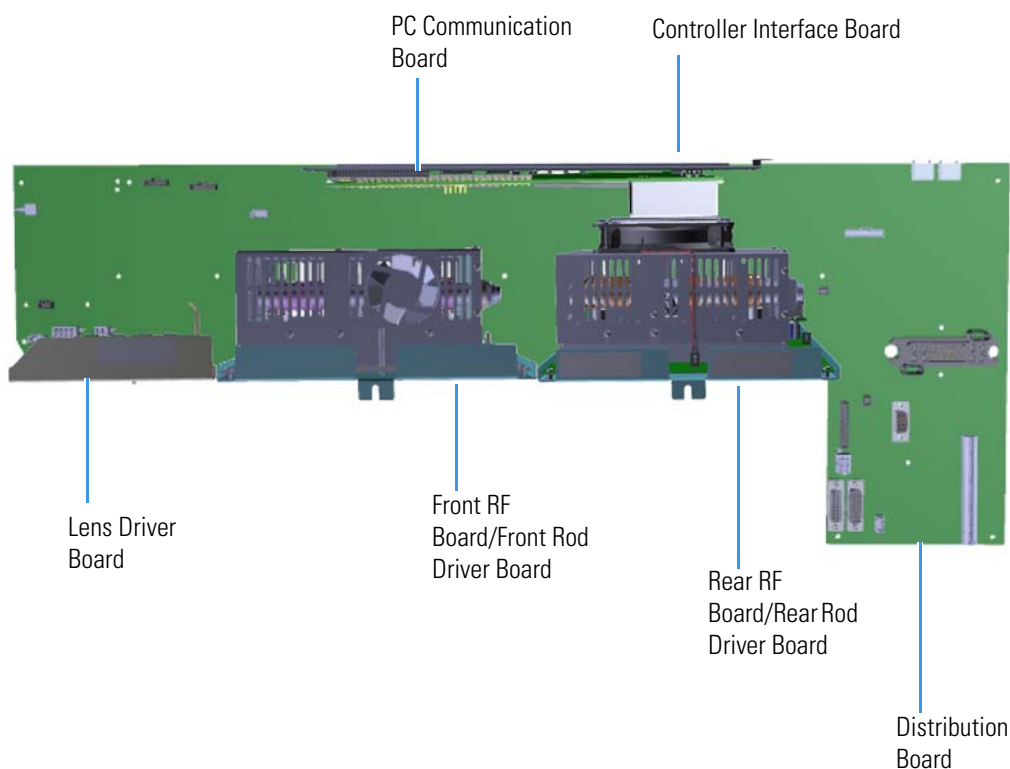 PC Communication
Board
Controller Interface Board
Lens Driver
Board
Front RF
Board/Front Rod
Driver Board
Rear RF
Board/Rear Rod
Driver Board
Distribution
Board